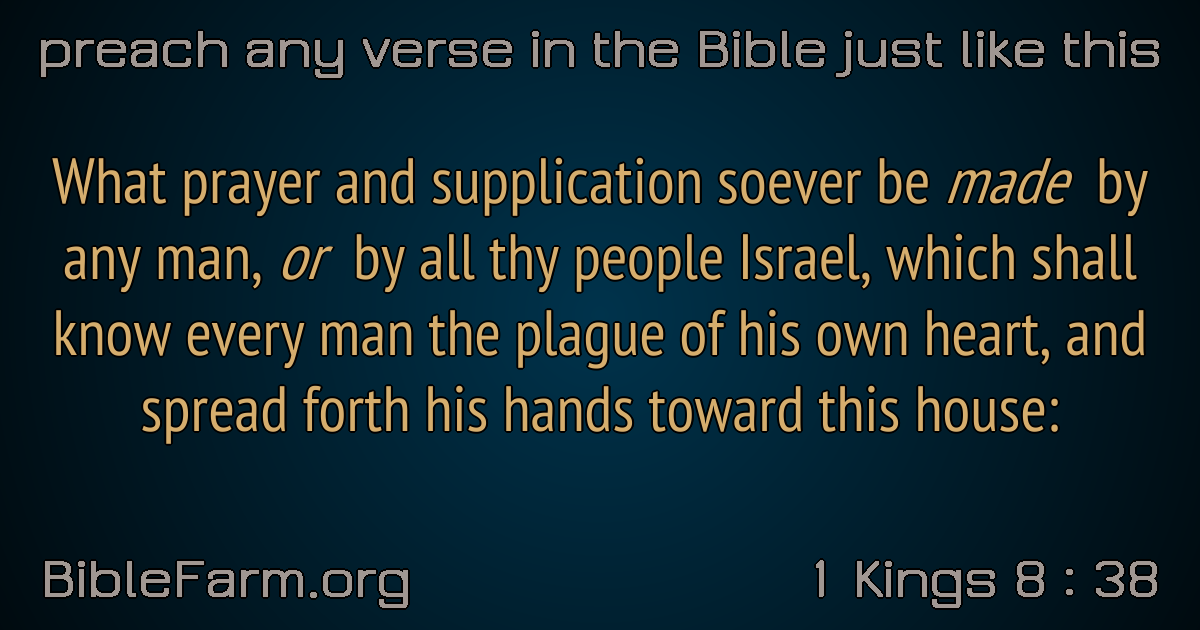 preach any verse in the Bible just like this
What prayer and supplication soever be made by
any man, or by all thy people Israel, which shall
know every man the plague of his own heart, and
spread forth his hands toward this house:
BibleFarm.org
1 Kings 8 : 38